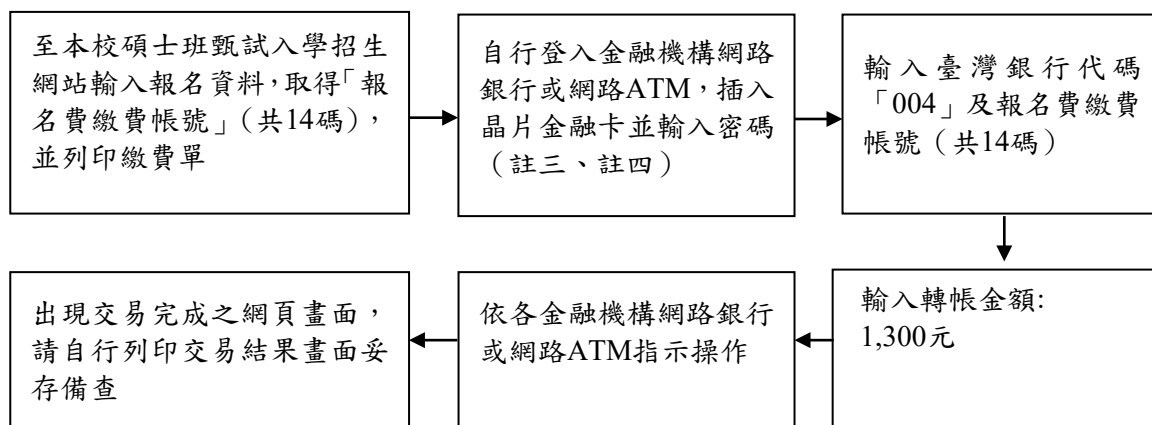 至本校碩士班甄試入學招生
網站輸入報名資料，取得「報
名費繳費帳號」（共14碼），
並列印繳費單
自行登入金融機構網路
銀行或網路ATM，插入
晶片金融卡並輸入密碼
（註三、註四）
輸入臺灣銀行代碼
「004」及報名費繳費
帳號（共14碼）
輸入轉帳金額:
1,300元
依各金融機構網路銀行
或網路ATM指示操作
出現交易完成之網頁畫面，
請自行列印交易結果畫面妥
存備查